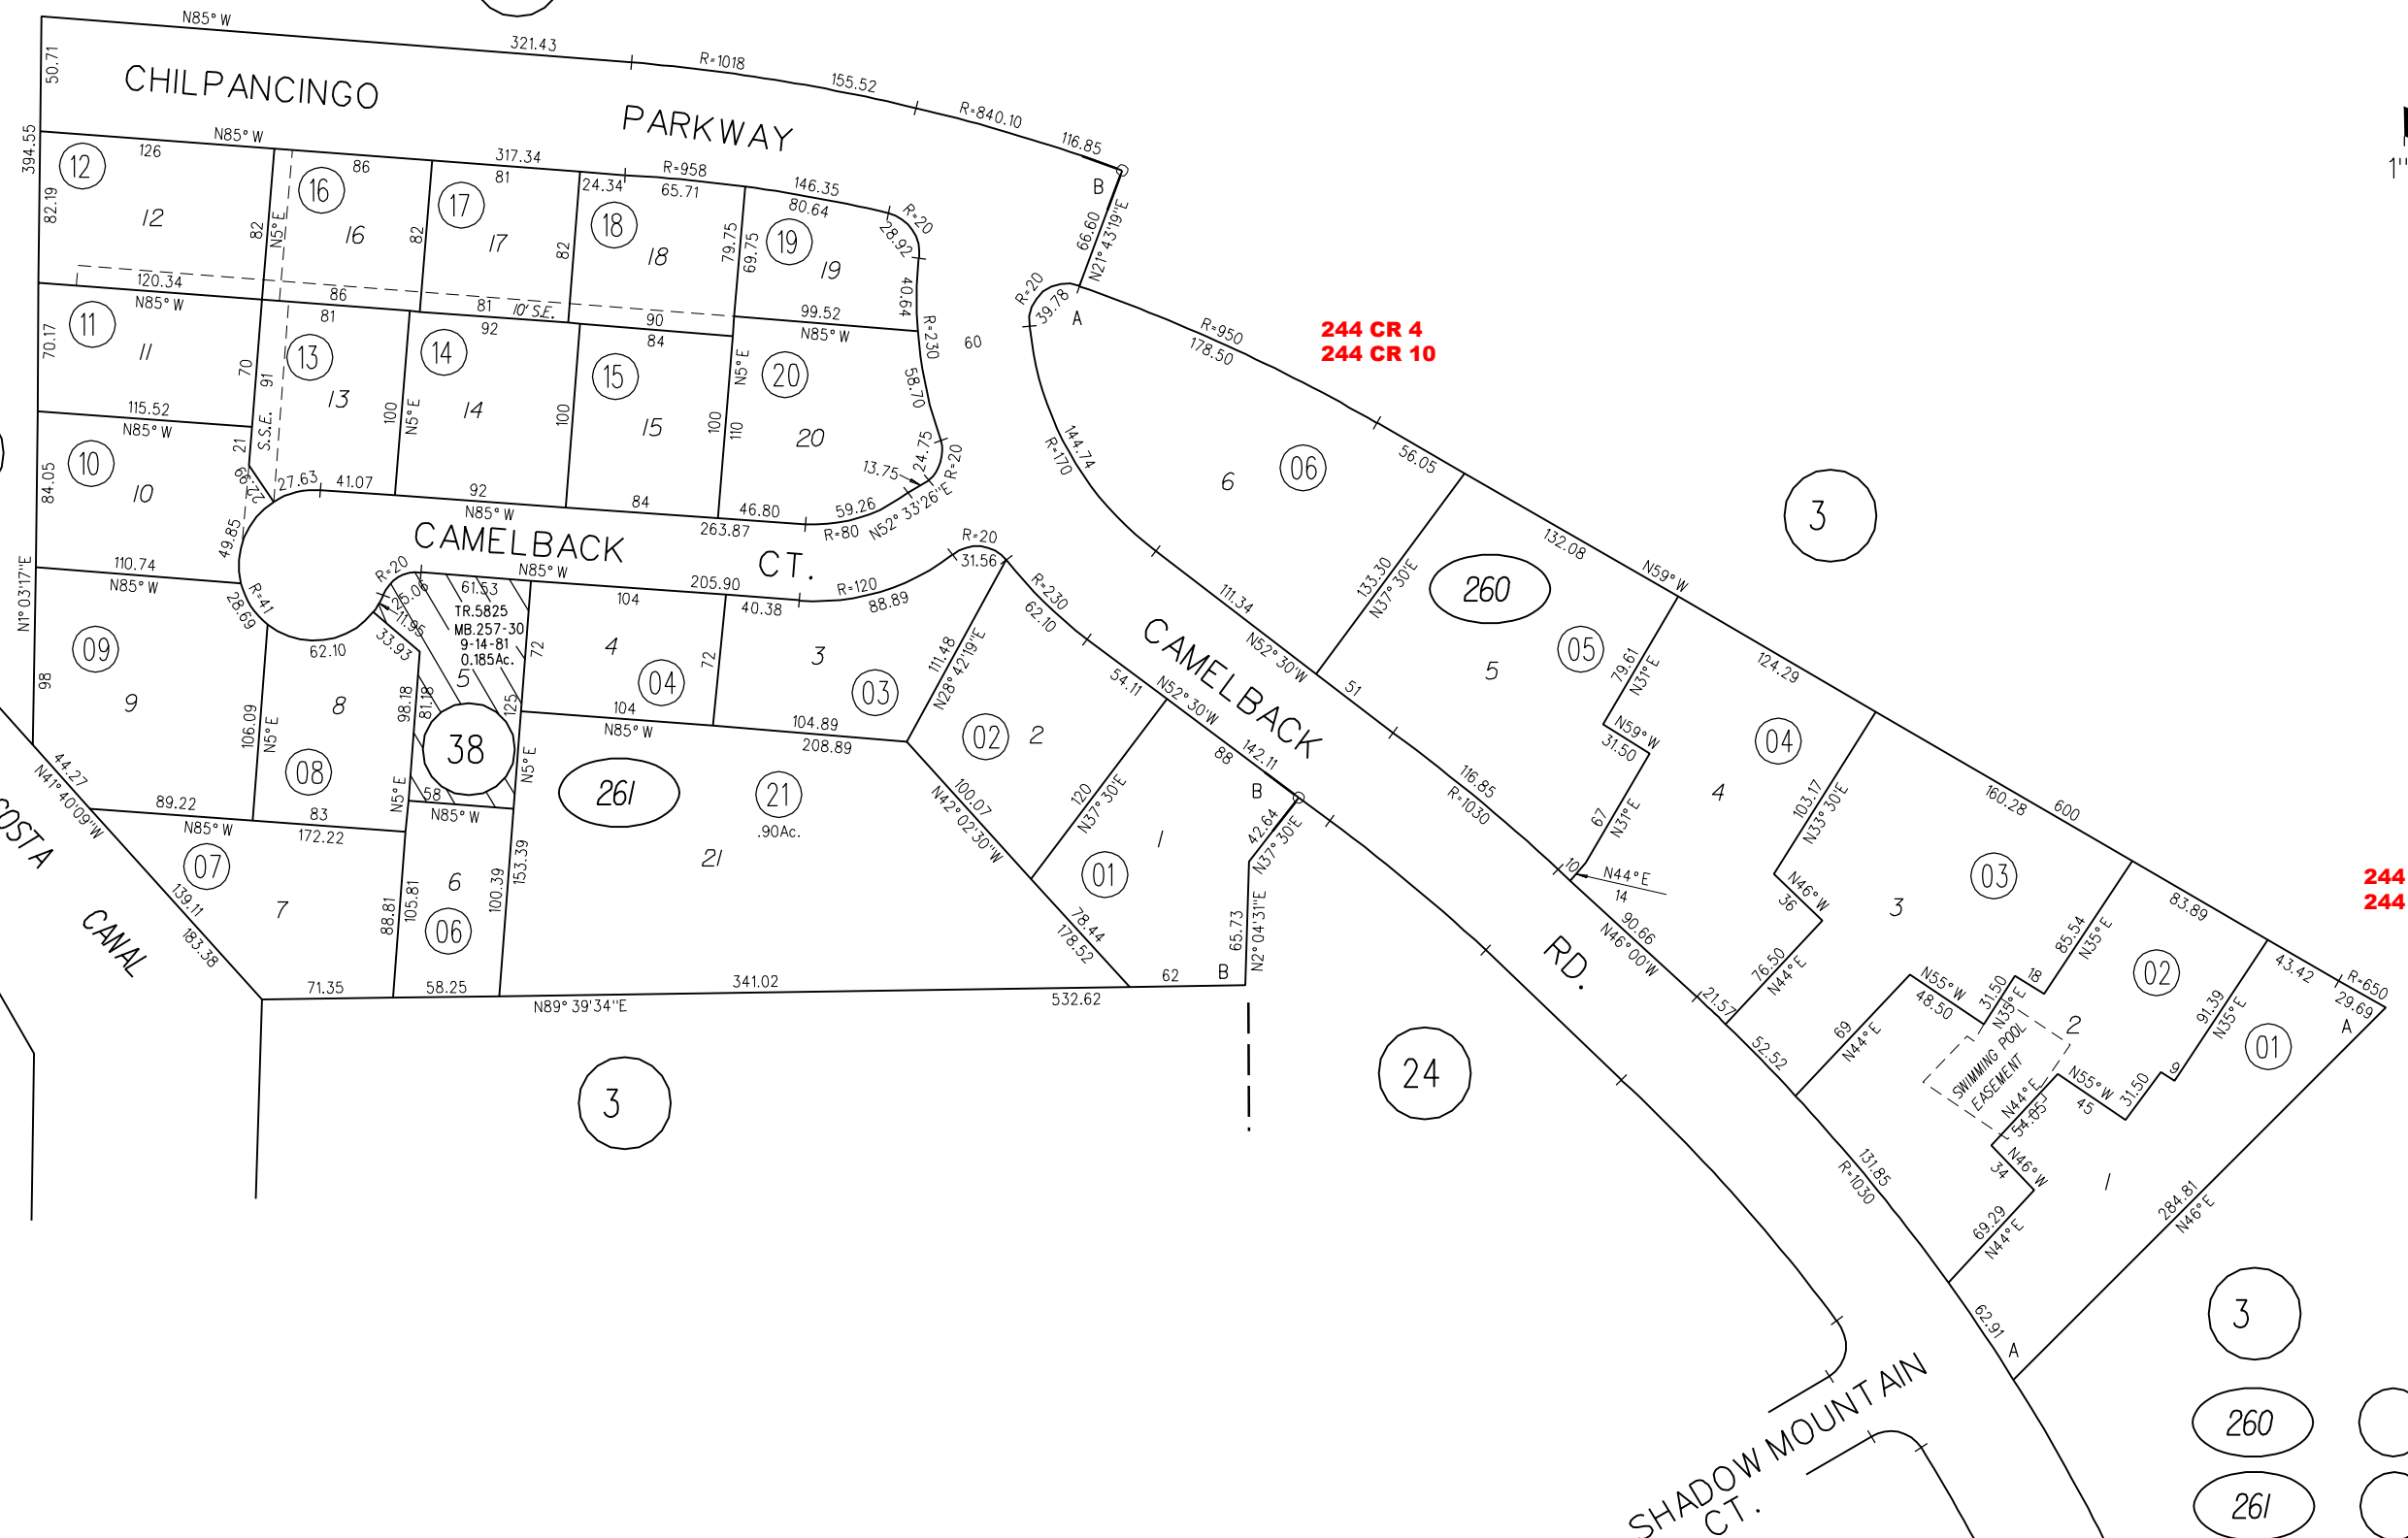 N85° W
321.43
R=1018
155.52
R=840.10
116.85
50.71
CHILPANCINGO
PARKWAY
B
66.60
N21° 43'19"E
394.55
N85° W
317.34
R=958
146.35
12
126
82.19
12
82
N5° E
16
86
16
82
17
81
17
82
24.34
65.71
18
18
79.75
69.75
80.64
19
19
R=20
28.92
40.64
120.34
N85° W
86
81
10' S.E.
90
99.52
N85° W
R=230
60
R=20
39.78
A
R=950
178.50
244 CR 4
244 CR 10
11
70.17
11
70
91
S.S.E.
81
13
13
100
N5° E
92
14
14
100
84
15
15
N5° E
100
110
20
20
58.70
24.75
R=20
13.75
115.52
N85° W
21
22.99
10
84.05
10
49.85
27.63
41.07
92
N85° W
84
46.80
263.87
59.26
R=80
N52° 33'26"E
CAMELBACK
CT.
110.74
N85° W
R=41
28.69
N1° 03'17"E
R=20
25.06
11.95
33.93
62.10
61.53
N85° W
205.90
R=120
88.89
R=20
31.56
TR.5825
MB.257-30
9-14-81
0.185Ac.
5
72
104
4
04
72
40.38
3
03
111.48
N28° 42'19"E
09
98
9
106.09
N5° E
8
08
98.18
81.18
N5° E
125
N5° E
38
58
N85° W
104
N85° W
104.89
208.89
261
21
.90Ac.
21
02
2
100.07
N42° 02'30"W
R=230
62.10
54.11
N52° 30'W
142.11
88
B
42.64
N37° 30'E
120
N37° 30'E
1
01
78.44
178.52
65.73
N2° 04'31"E
B
62
44.27
N41° 40'09"W
89.22
N85° W
83
172.22
07
7
139.11
183.38
88.81
105.81
6
06
100.39
153.39
71.35
58.25
N89° 39'34"E
341.02
532.62
COSTA
CANAL
3
24
CAMELBACK
RD.
144.74
R=170
6
06
56.05
133.30
N37° 30'E
111.34
N52° 30'W
51
260
132.08
N59° W
05
5
79.61
N31° E
N59° W
31.50
67
N31° E
116.85
R=1030
10
N44° E
14
3
124.29
04
4
103.17
N33° 30'E
N46° W
36
76.50
N44° E
90.66
N46° 00'W
21.57
160.28
600
03
3
85.54
N35° E
18
31.50
N35° E
N55° W
48.50
69
N44° E
52.52
83.89
02
2
SWIMMING POOL
EASEMENT
91.39
N35° E
9
31.50
N55° W
45
N44° E
54.05
N46° W
34
69.29
N44° E
131.85
R=1030
43.42
R=650
29.69
A
01
1
284.81
N46° E
62.91
A
244
244
1"
SHADOW MOUNTAIN
CT.
3
260
261